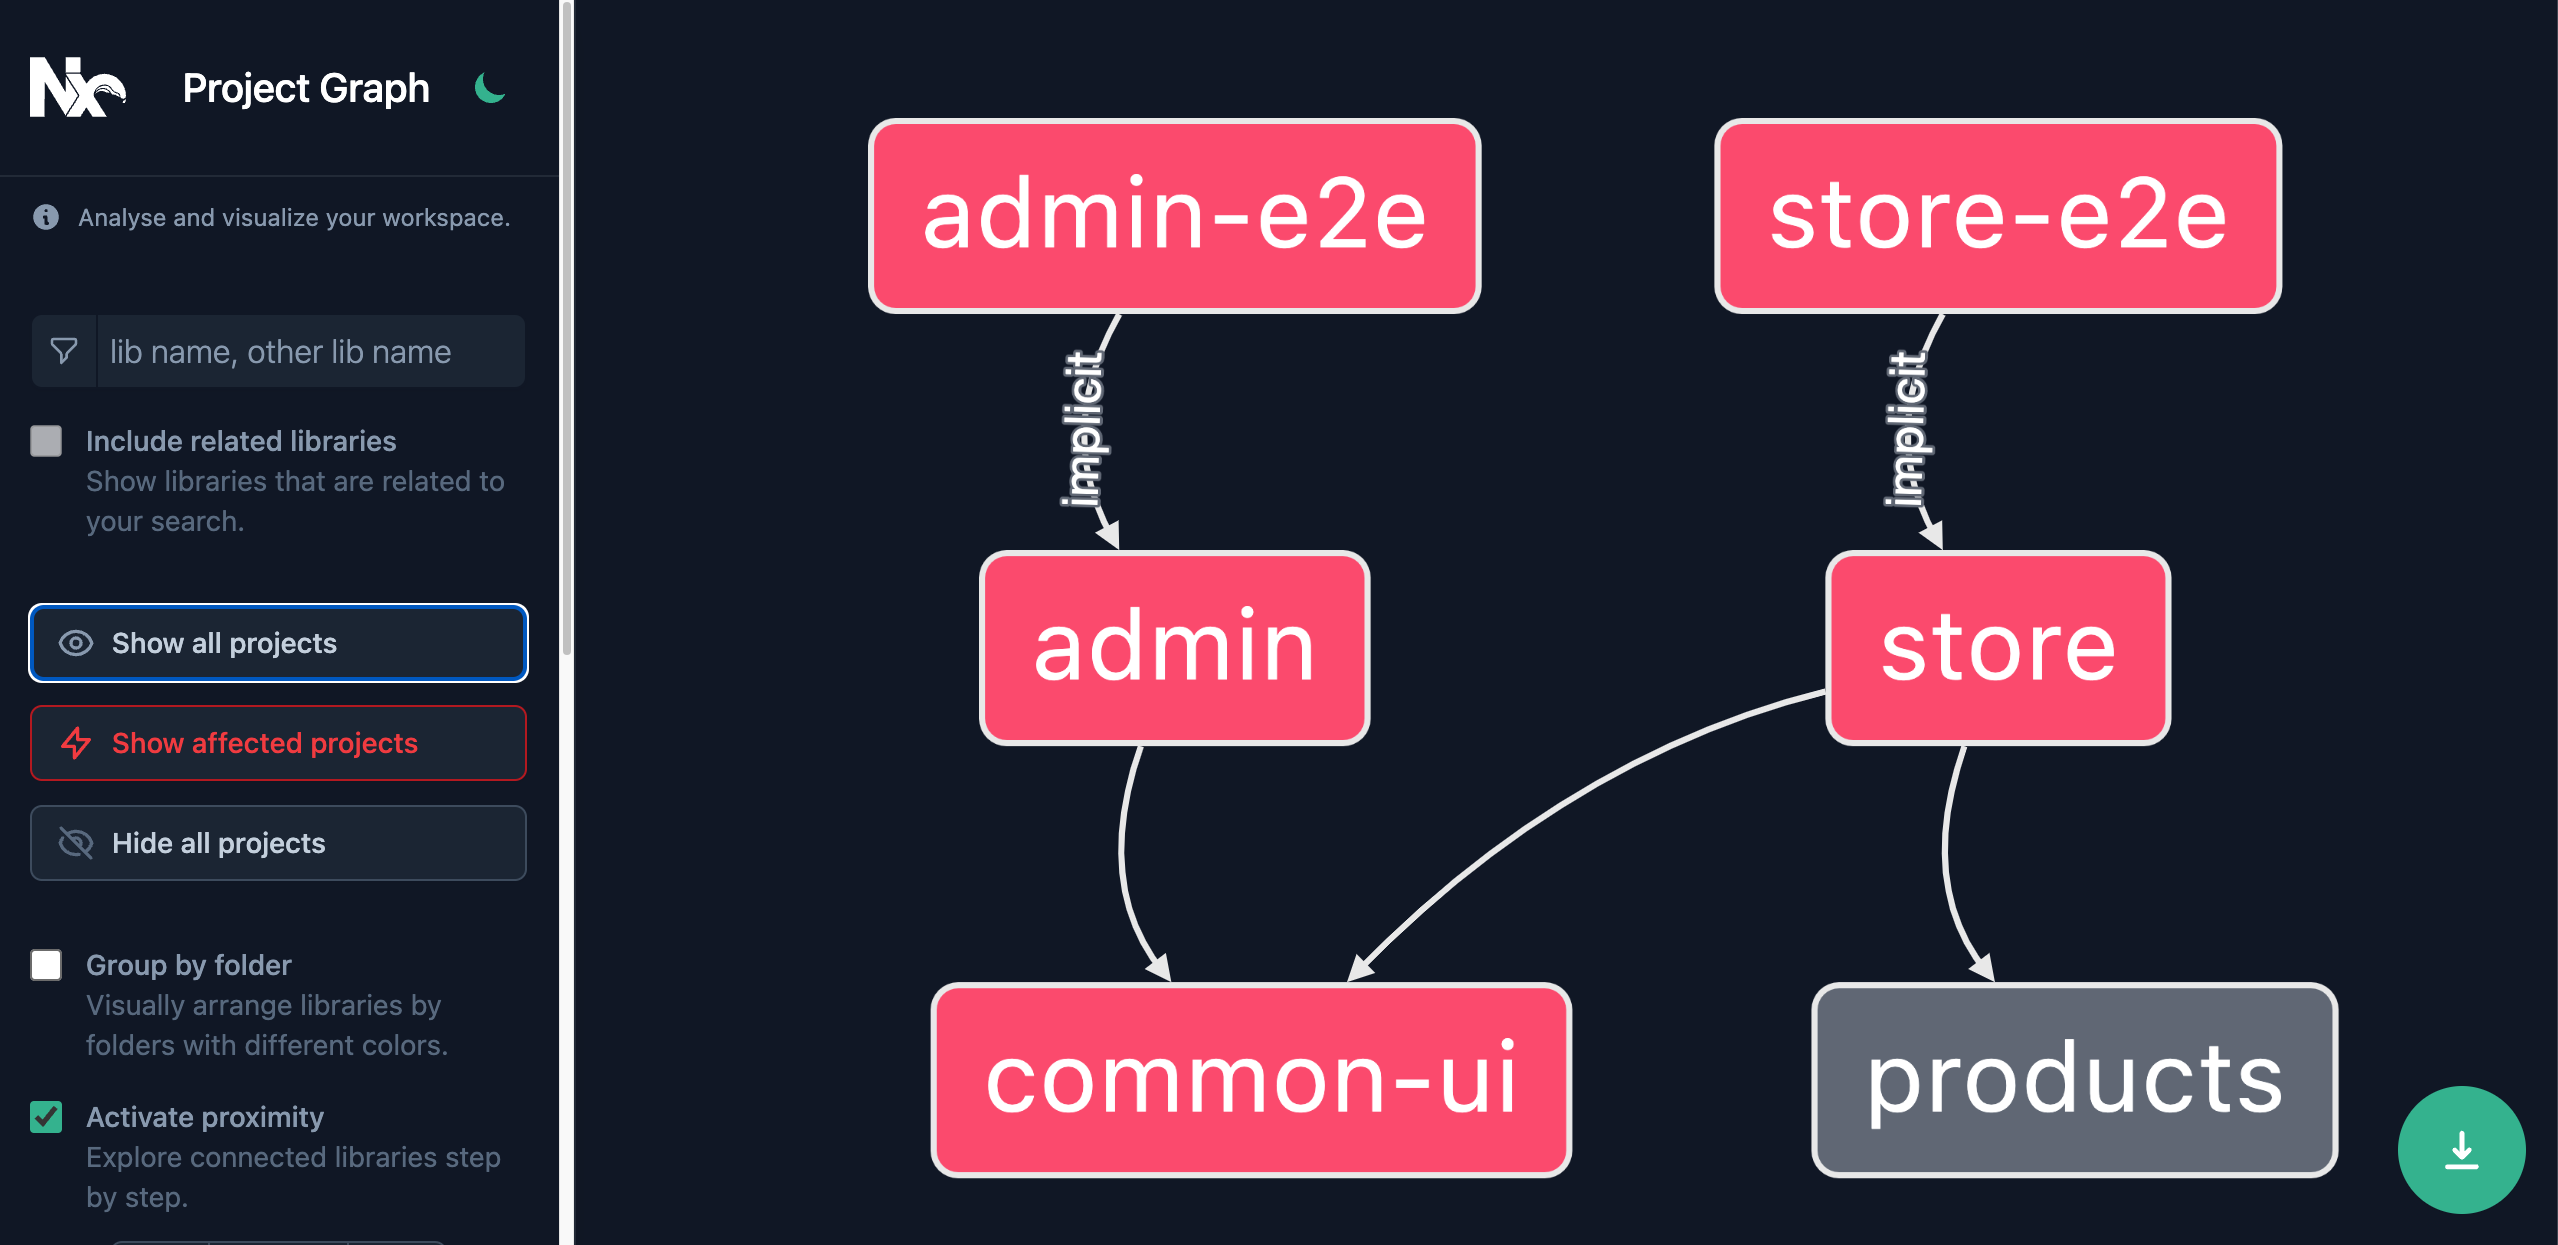 Nx
Project Graph
Analyse and visualize your workspace.
lib name, other lib name
Include related libraries
Show libraries that are related to
your search.
Show all projects
Show affected projects
Hide all projects
Group by folder
Visually arrange libraries by
folders with different colors.
Activate proximity
Explore connected libraries step
by step.
admin-e2e
store-e2e
implicit
implicit
admin
store
common-ui
products